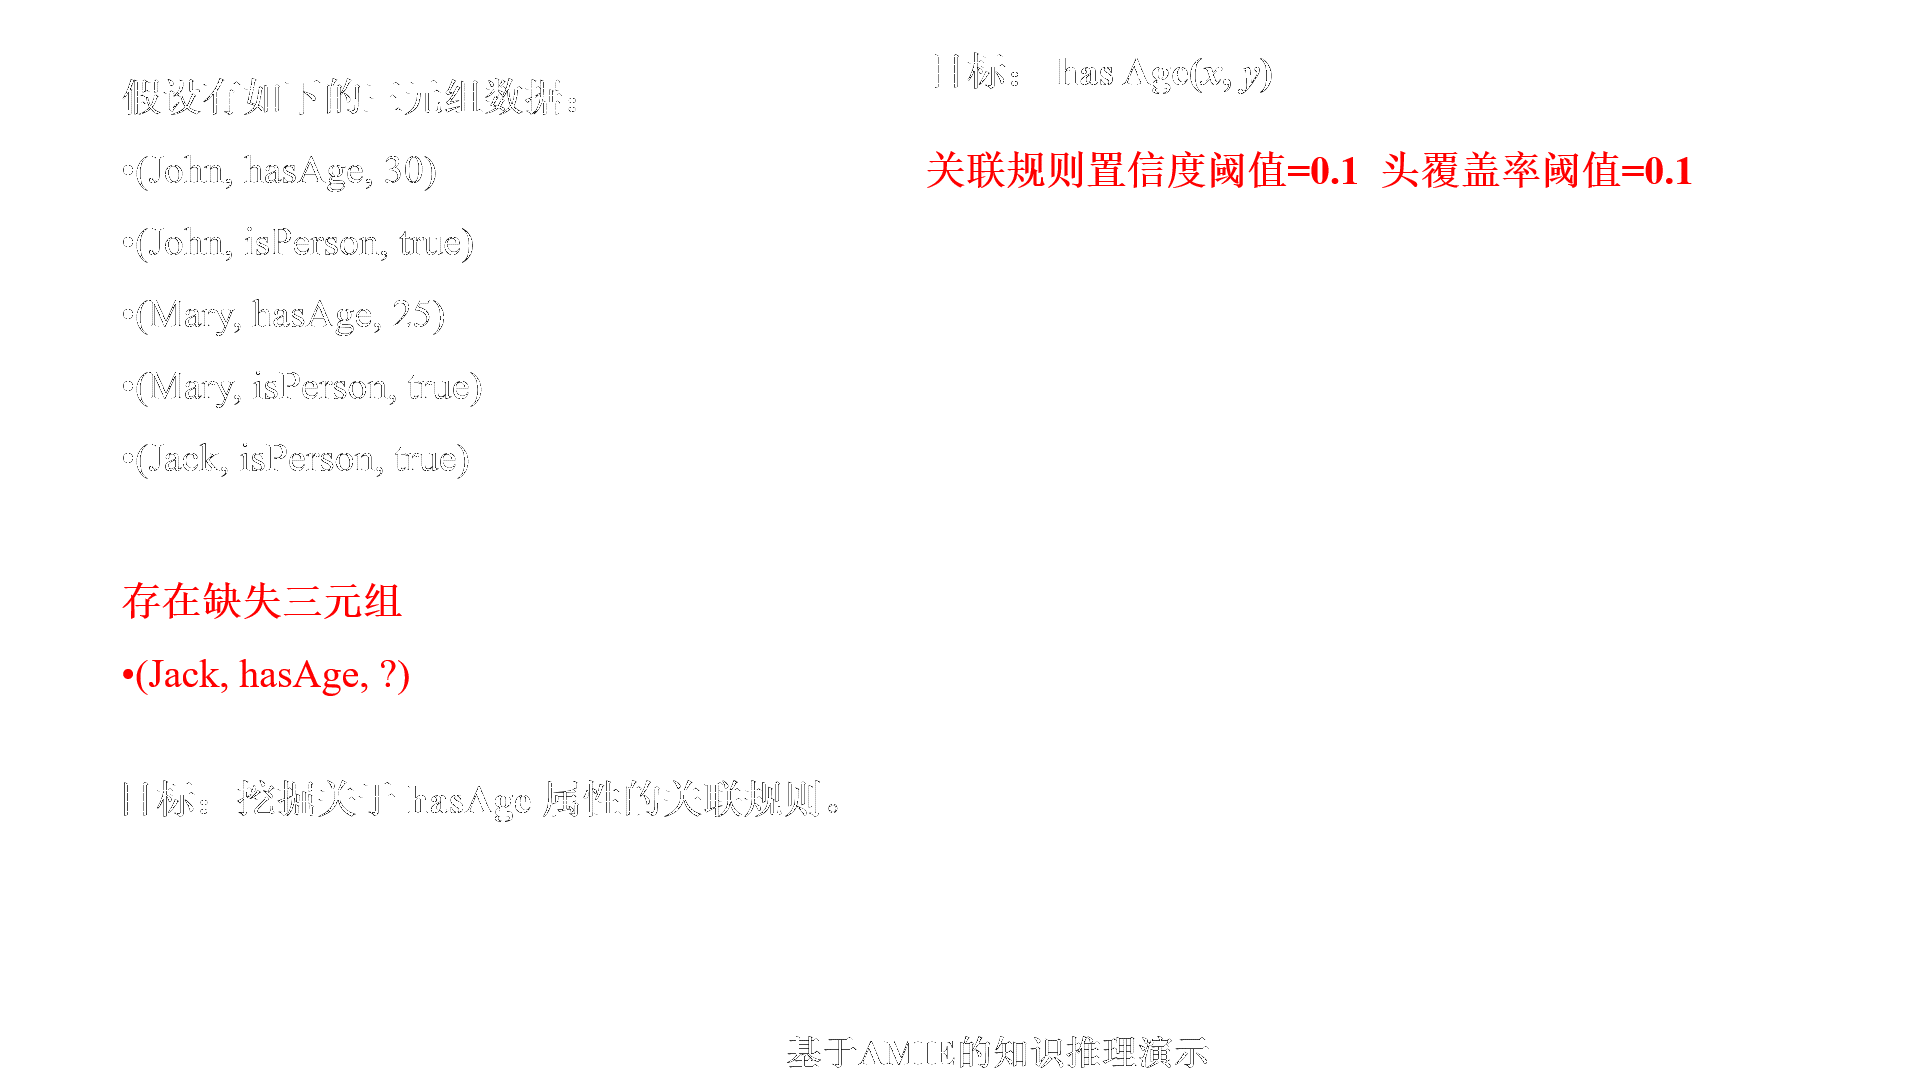 假设有如下的三元组数据：
•(John, hasAge, 30)
•(John, isPerson, true)
•(Mary, hasAge, 25)
•(Mary, isPerson, true)
•(Jack, isPerson, true)
存在缺失三元组
•(Jack, hasAge, ?)
目标：挖掘关于 hasAge 属性的关联规则。
目标： has Age(x, y)
关联规则置信度阈值=0.1 头覆盖率阈值=0.1
基于AMIE的知识推理演示